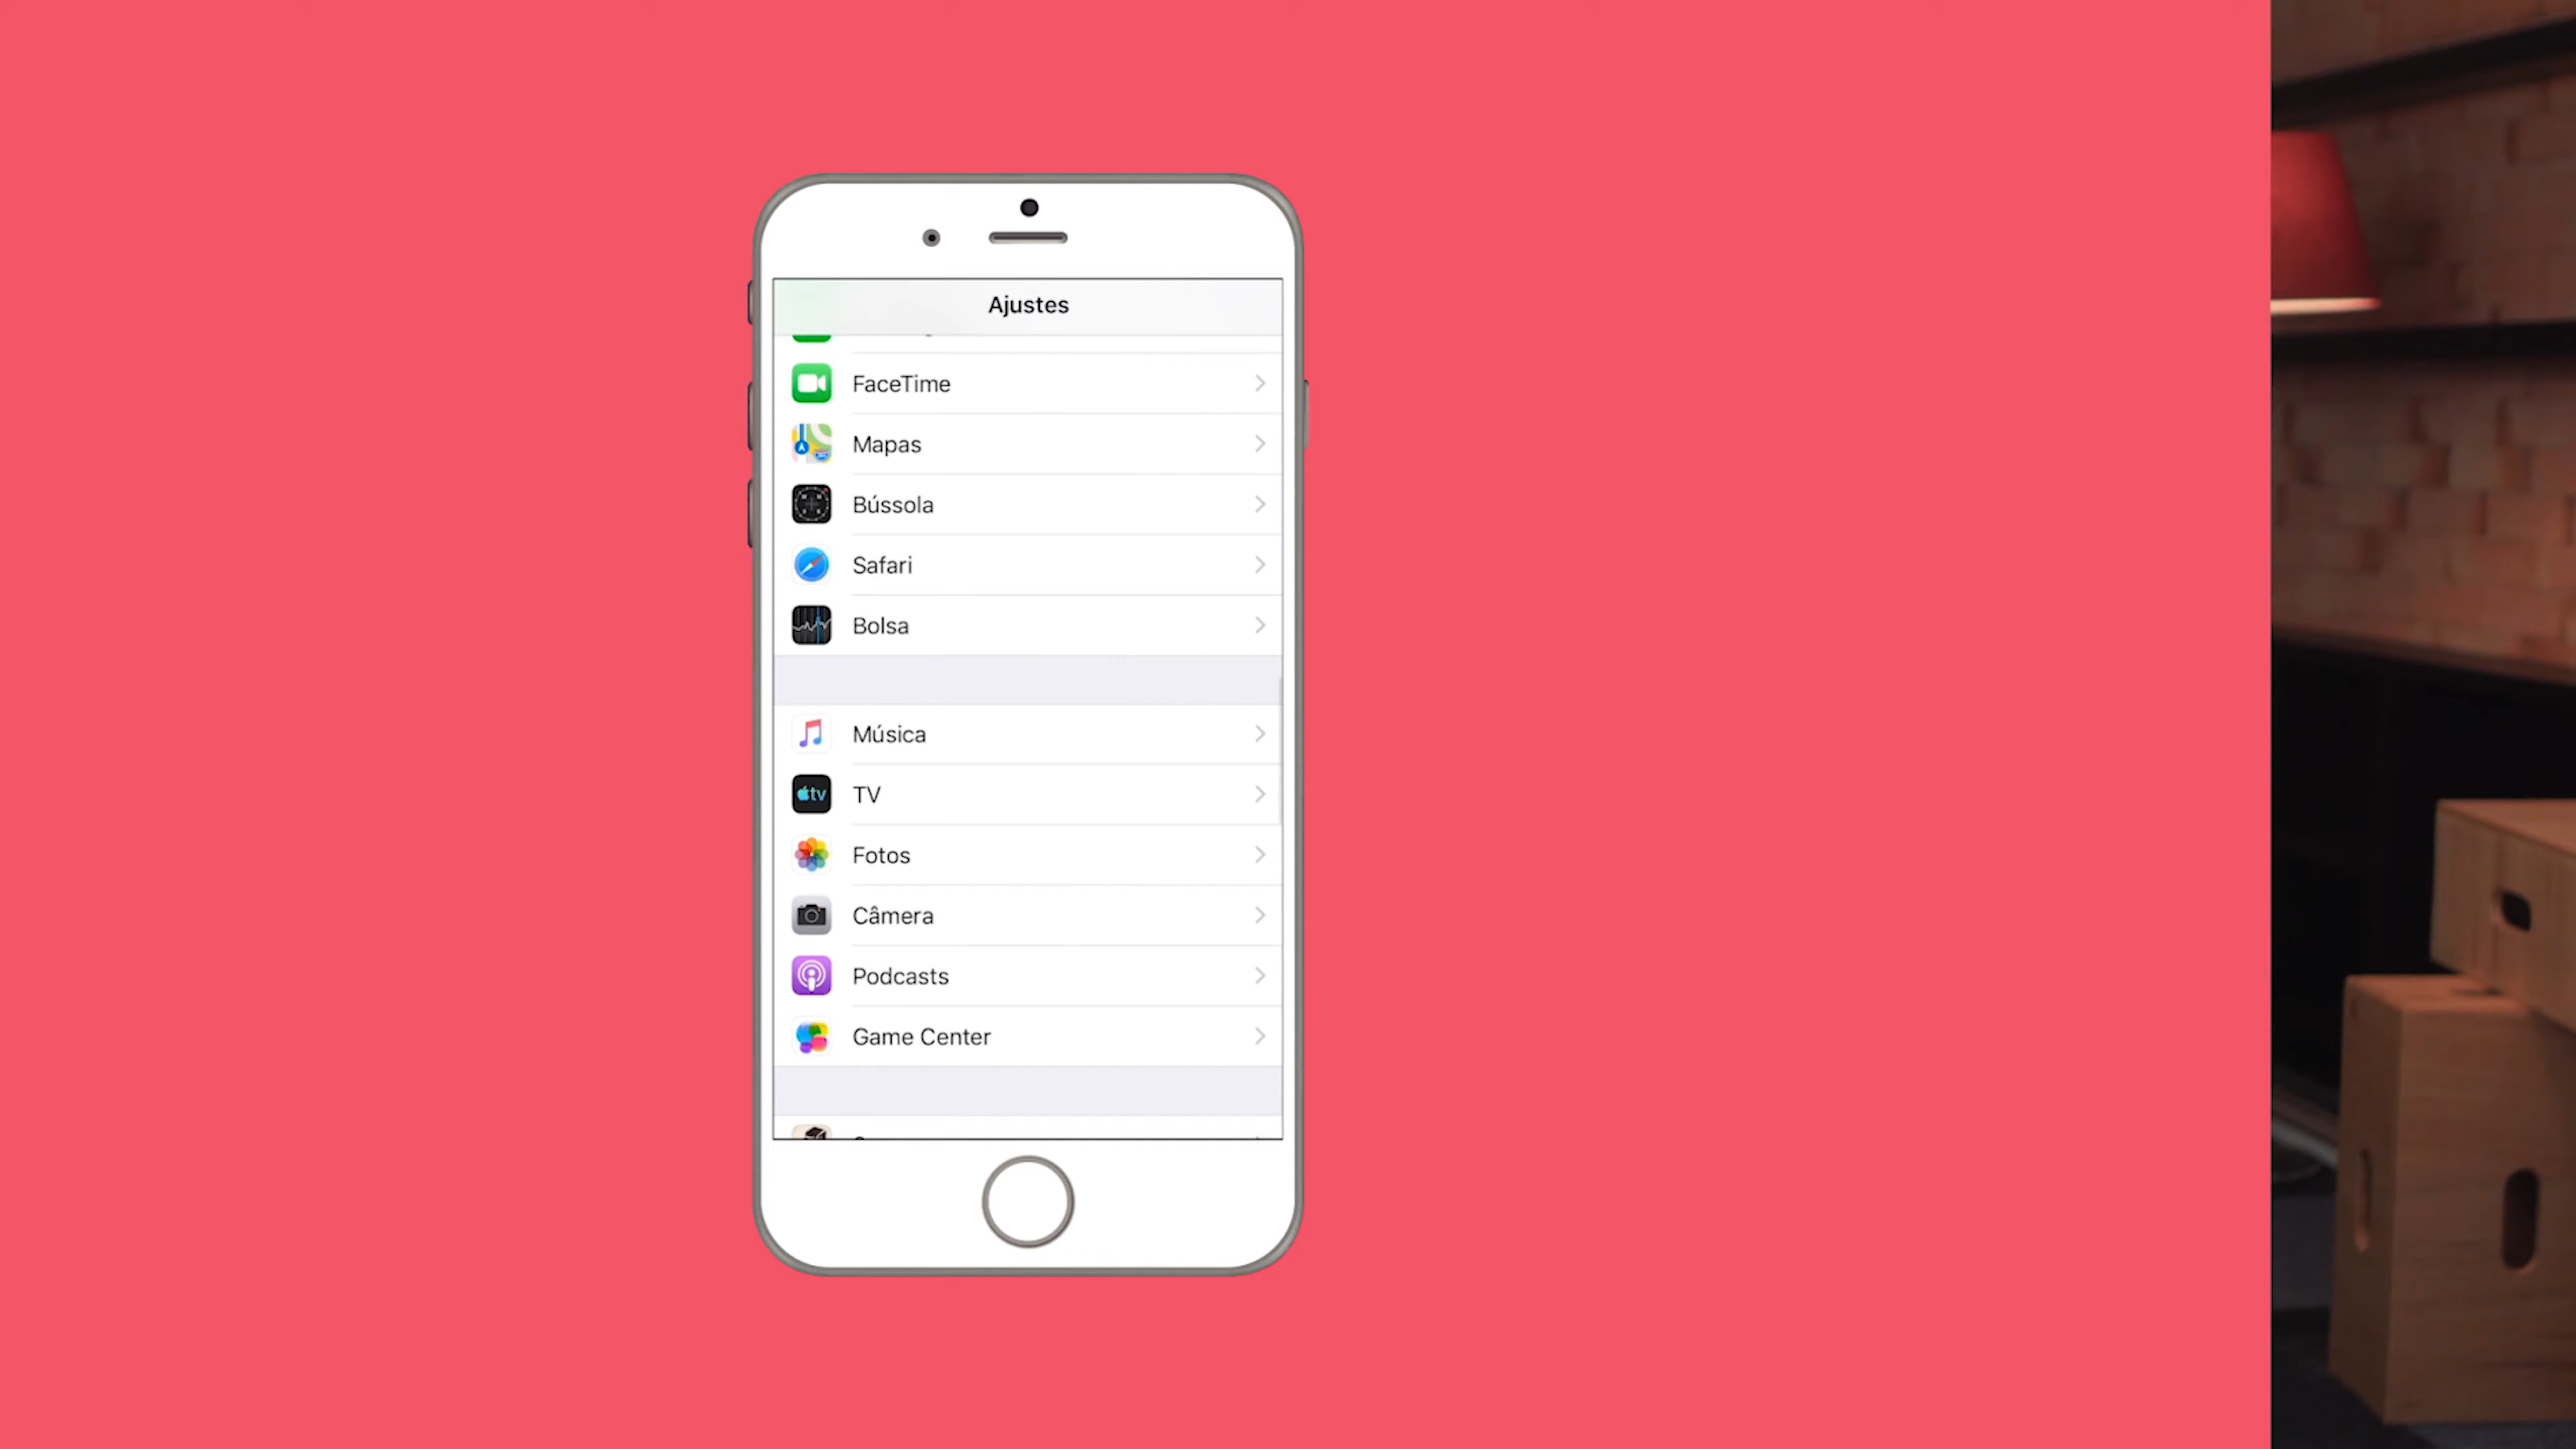 Ajustes
FaceTime
Mapas
Bússola
Safari
Bolsa
Música
tv TV
Fotos
Câmera
Podcasts
Game Center